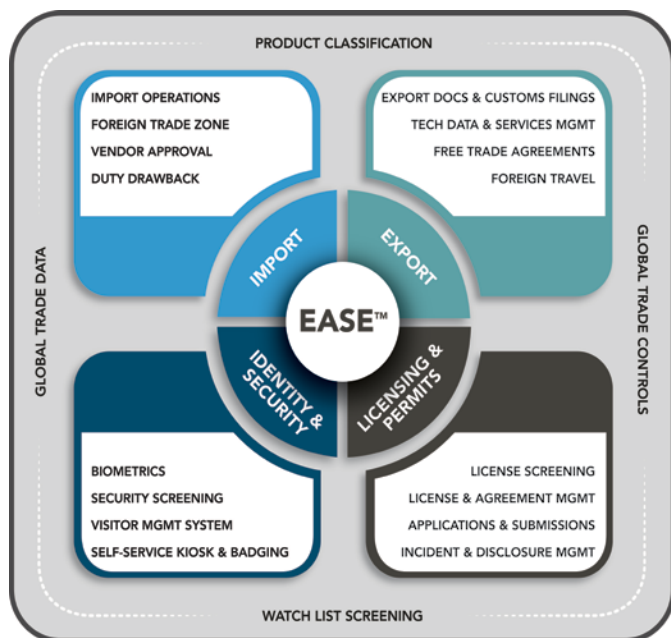 PRODUCT CLASSIFICATION
IMPORT OPERATIONS
FOREIGN TRADE ZONE
VENDOR APPROVAL
DUTY DRAWBACK
EXPORT DOCS & CUSTOMS FILINGS
TECH DATA & SERVICES MGMT
FREE TRADE AGREEMENTS
FOREIGN TRAVEL
GLOBAL TRADE DATA
GLOBAL TRADE CONTROLS
IMPORT
EXPORT
EASE™
IDENTITY &
SECURITY
LICENSING &
PERMITS
BIOMETRICS
SECURITY SCREENING
VISITOR MGMT SYSTEM
SELF-SERVICE KIOSK & BADGING
LICENSE SCREENING
LICENSE & AGREEMENT MGMT
APPLICATIONS & SUBMISSIONS
INCIDENT & DISCLOSURE MGMT
WATCH LIST SCREENING